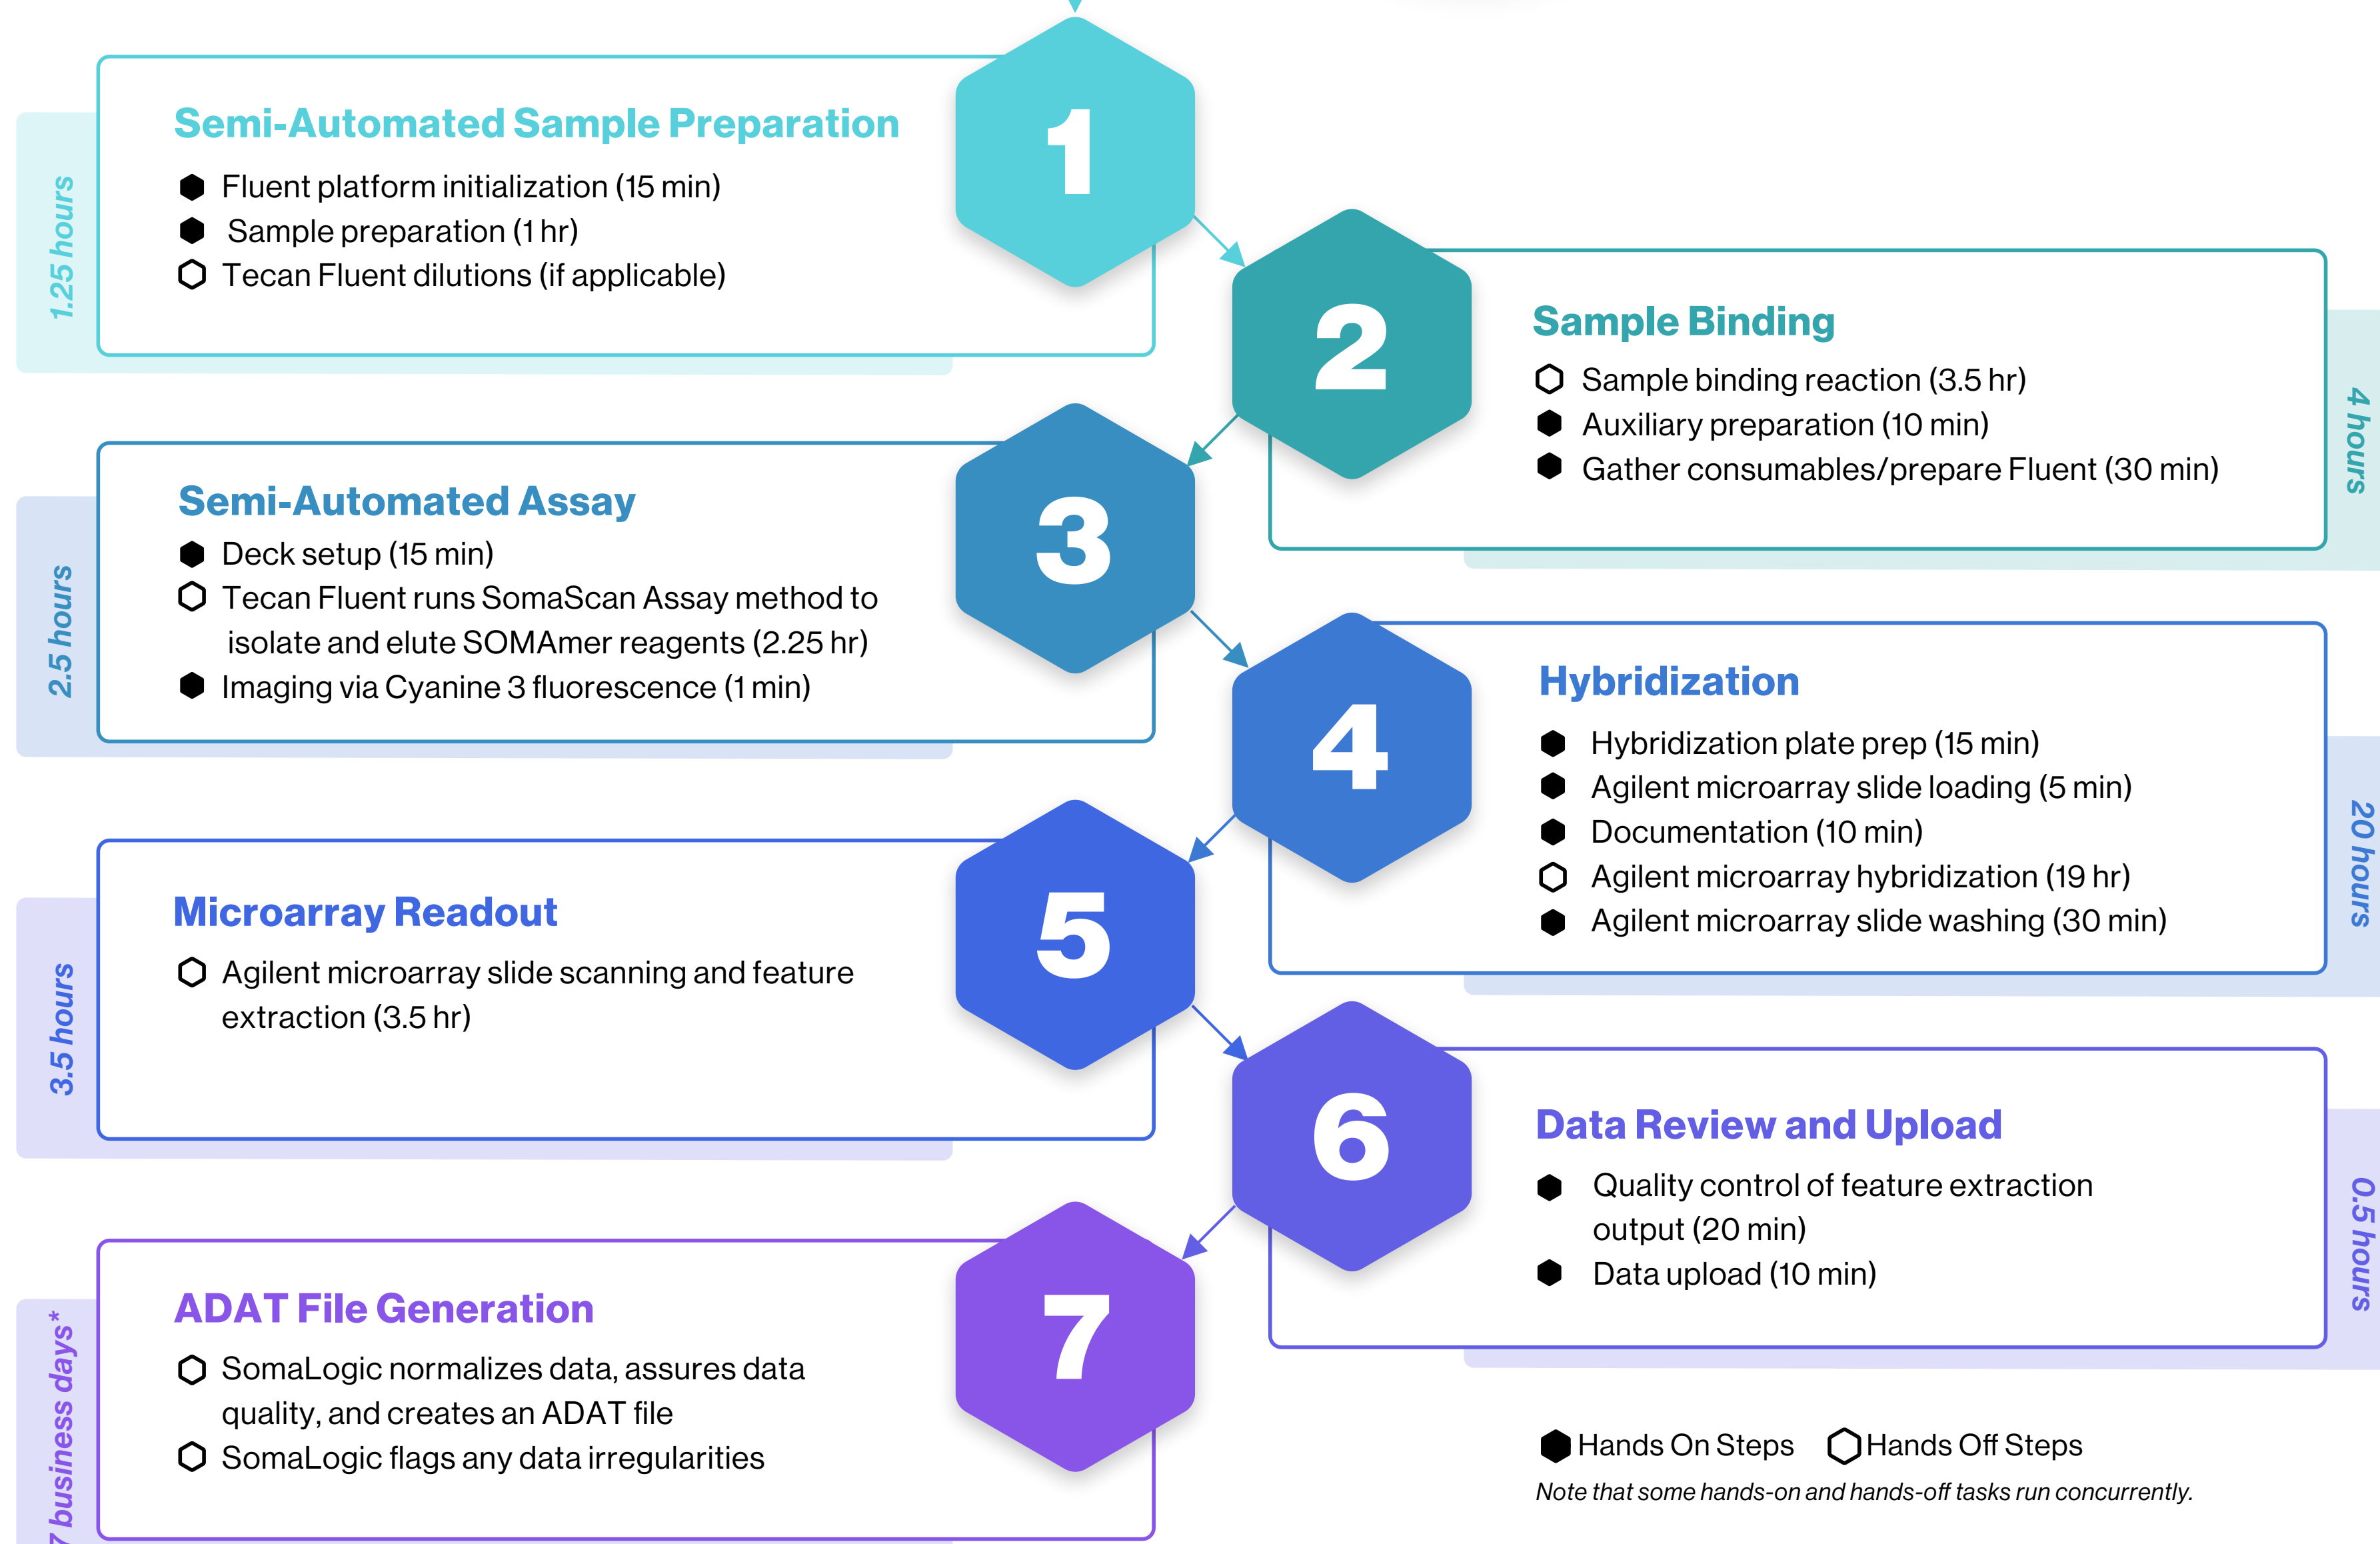 1
Semi-Automated Sample Preparation
Fluent platform initialization (15 min)
Sample preparation (1 hr)
Tecan Fluent dilutions (if applicable)
1.25 hours
2
Sample Binding
Sample binding reaction (3.5 hr)
Auxiliary preparation (10 min)
Gather consumables/prepare Fluent (30 min)
4 hours
3
Semi-Automated Assay
Deck setup (15 min)
Tecan Fluent runs SomaScan Assay method to
isolate and elute SOMAmer reagents (2.25 hr)
Imaging via Cyanine 3 fluorescence (1 min)
2.5 hours
4
Hybridization
Hybridization plate prep (15 min)
Agilent microarray slide loading (5 min)
Documentation (10 min)
Agilent microarray hybridization (19 hr)
Agilent microarray slide washing (30 min)
20 hours
5
Microarray Readout
Agilent microarray slide scanning and feature
extraction (3.5 hr)
3.5 hours
6
Data Review and Upload
Quality control of feature extraction
output (20 min)
Data upload (10 min)
0.5 hours
7
ADAT File Generation
SomaLogic normalizes data, assures data
quality, and creates an ADAT file
SomaLogic flags any data irregularities
7 business days*
Hands On Steps
Hands Off Steps
Note that some hands-on and hands-off tasks run concurrently.